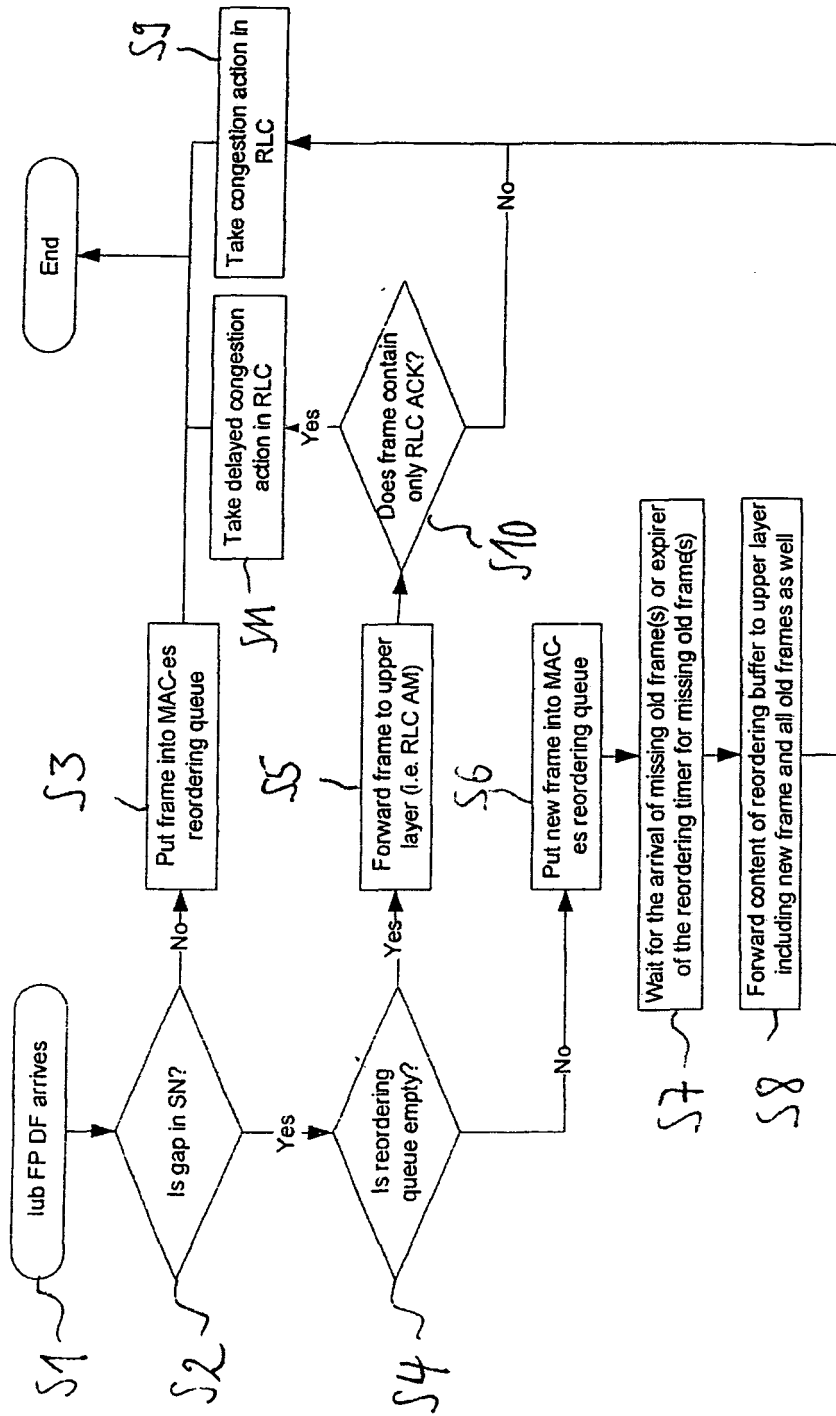 S1
Iub FP DF arrives
S2
Is gap in SN?
No
Yes
S3
Put frame into MAC-es
reordering queue
End
S4
Is reordering
queue empty?
Yes
No
S5
Forward frame to upper
layer (i.e. RLC AM)
S10
Does frame contain
only RLC ACK?
Yes
No
S11
Take delayed congestion
action in RLC
S9
Take congestion action in
RLC
S6
Put new frame into MAC-
es reordering queue
S7
Wait for the arrival of missing old frame(s) or expirer
of the reordering timer for missing old frame(s)
S8
Forward content of reordering buffer to upper layer
including new frame and all old frames as well